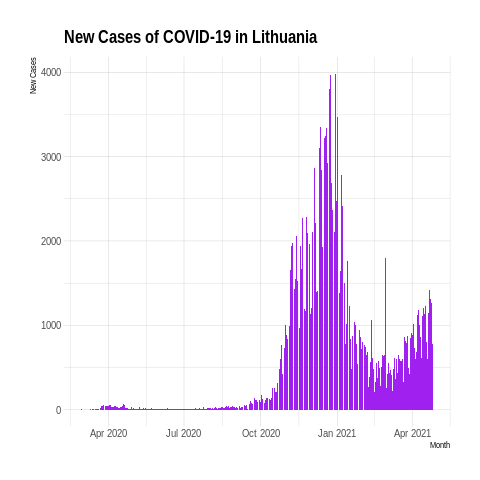 New Cases of COVID-19 in Lithuania
New Cases
4000
3000
2000
1000
0
Apr 2020 Jul 2020 Oct 2020 Jan 2021 Apr 2021
Month